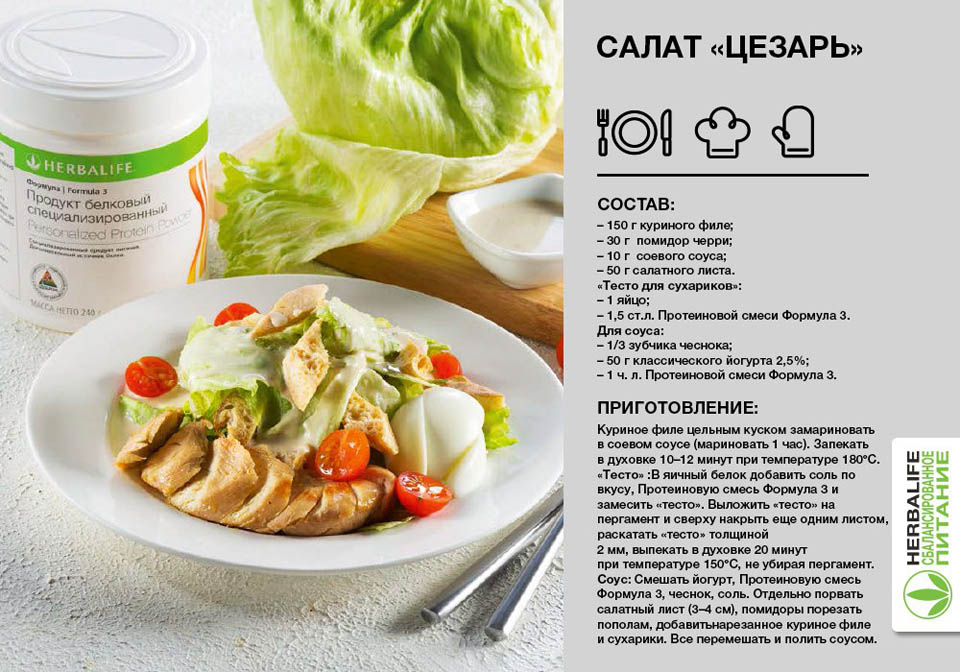 HERBALIFE
Формула | Formula 3
Продукт белковый
специализированный
Personalized Protein Powder
МАССА НЕТТО 240
САЛАТ «ЦЕЗАРЬ»
СОСТАВ:
– 150 г куриного филе;
– 30 г помидор черри;
– 10 г соевого соуса;
– 50 г салатного листа.
«Тесто для сухариков»:
– 1 яйцо;
– 1,5 ст.л. Протеиновой смеси Формула 3.
Для соуса:
– 1/3 зубчика чеснока;
– 50 г классического йогурта 2,5%;
– 1 ч. л. Протеиновой смеси Формула 3.
ПРИГОТОВЛЕНИЕ:
Куриное филе цельным куском замариновать
в соевом соусе (мариновать 1 час). Запекать
в духовке 10–12 минут при температуре 180°С.
«Тесто» :В яичный белок добавить соль по
вкусу, Протеиновую смесь Формула 3 и
замесить «тесто». Выложить «тесто» на
пергамент и сверху накрыть еще одним листом,
раскатать «тесто» толщиной
2 мм, выпекать в духовке 20 минут
при температуре 150°С, не убирая пергамент.
Соус: Смешать йогурт, Протеиновую смесь
Формула 3, чеснок, соль. Отдельно порвать
салатный лист (3–4 см), помидоры порезать
пополам, добавитьнарезанное куриное филе
и сухарики. Все перемешать и полить соусом.
HERBALIFE
СБАЛАНСИРОВАННОЕ
ПИТАНИЕ